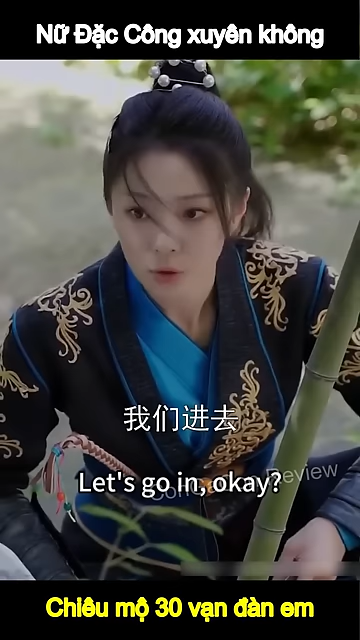 Nữ Đặc Công xuyên không
我们进去
Let's go in, okay?
Review
Chiêu mộ 30 vạn đàn em